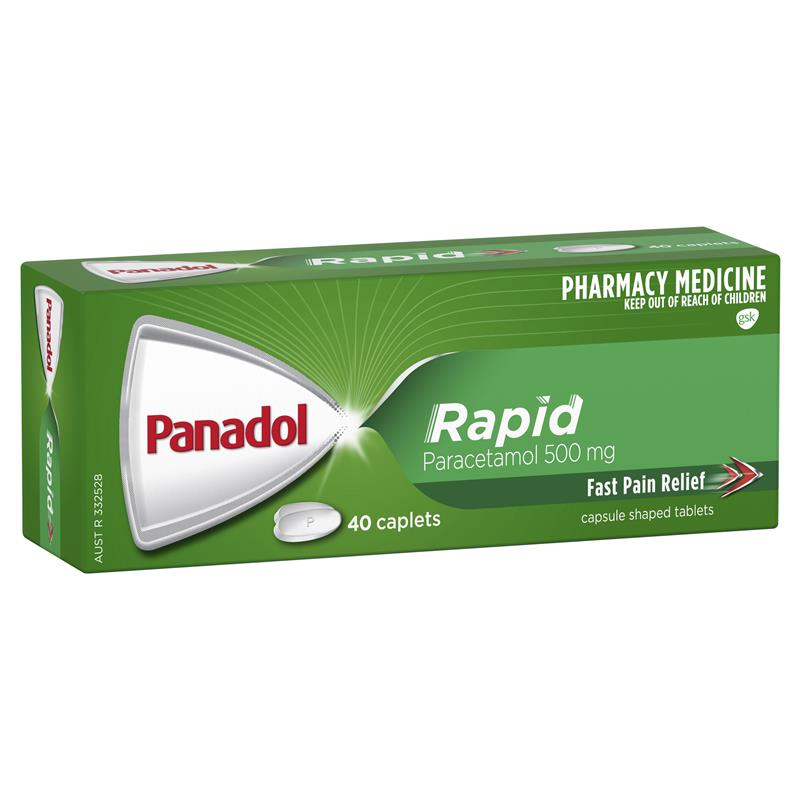 Panadol
Rapid
40 caplets
PHARMACY MEDICINE
KEEP OUT OF REACH OF CHILDREN
gsk
Panadol
Rapid
AUST R 332528
Panadol
Rapid
Paracetamol 500 mg
Fast Pain Relief
P
40 caplets
capsule shaped tablets